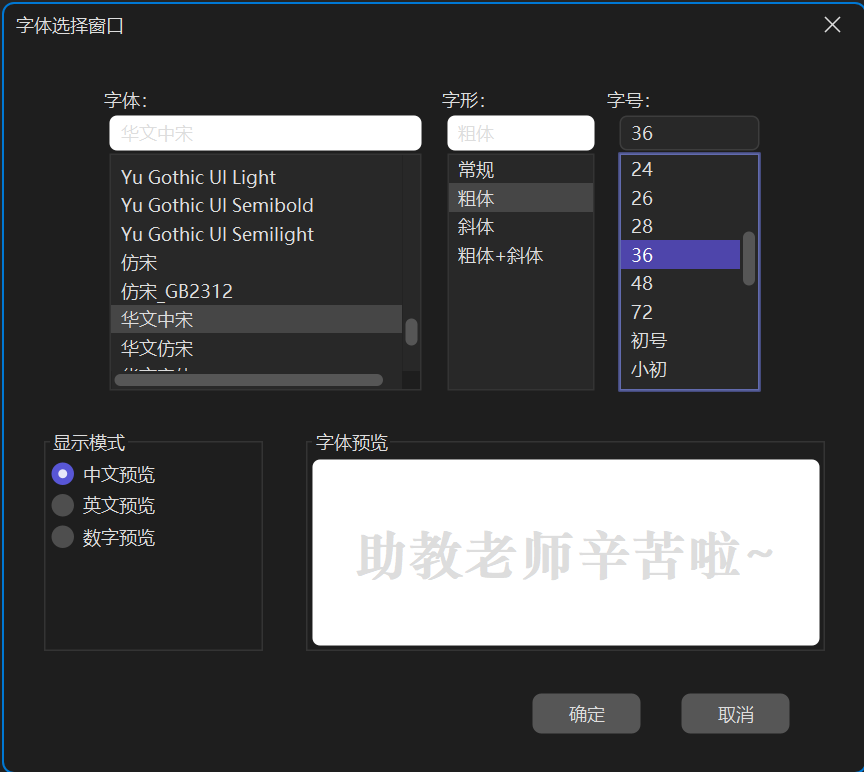 字体选择窗口
字体：
字形：
字号：
华文中宋
粗体
36
Yu Gothic UI Light
Yu Gothic UI Semibold
Yu Gothic UI Semilight
仿宋
仿宋_GB2312
华文中宋
华文仿宋
常规
粗体
斜体
粗体+斜体
24
26
28
36
48
72
初号
小初
显示模式
中文预览
英文预览
数字预览
字体预览
助教老师辛苦啦~
确定
取消